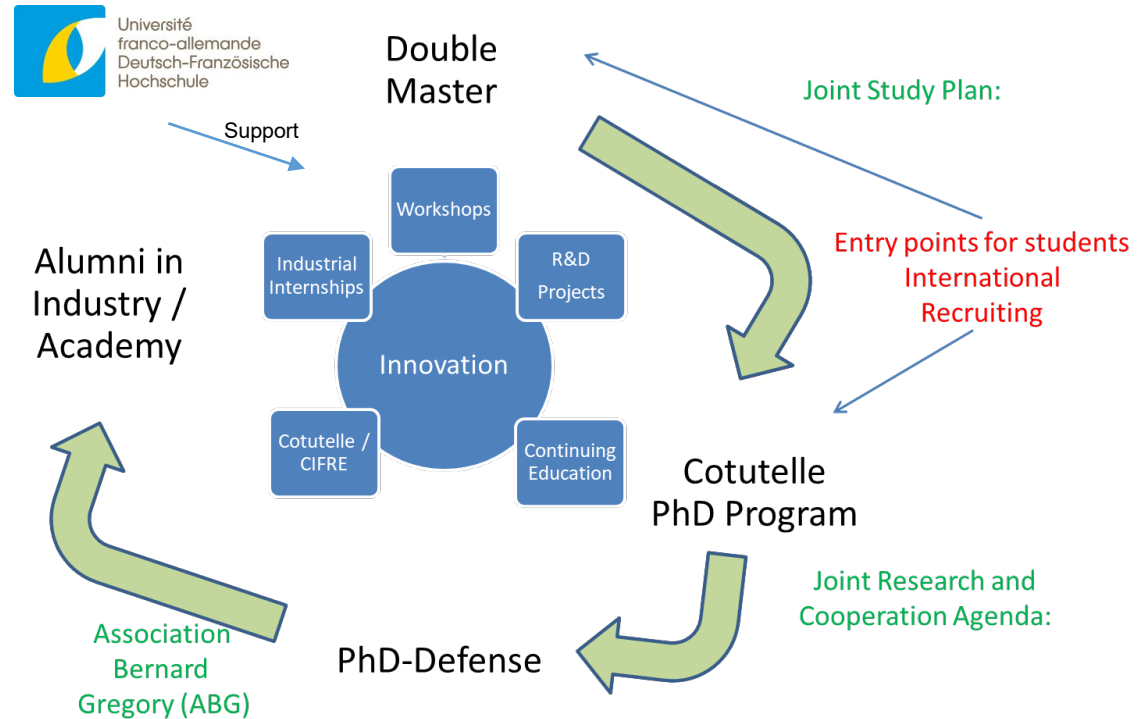 Université
franco-allemande
Deutsch-Französische
Hochschule
Double
Master
Joint Study Plan:
Support
Workshops
Industrial
Internships
R&D
Projects
Entry points for students
International
Recruiting
Alumni in
Industry /
Academy
Innovation
Cotutelle /
CIFRE
Continuing
Education
Cotutelle
PhD Program
Joint Research and
Cooperation Agenda:
Association
Bernard
Gregory (ABG)
PhD-Defense